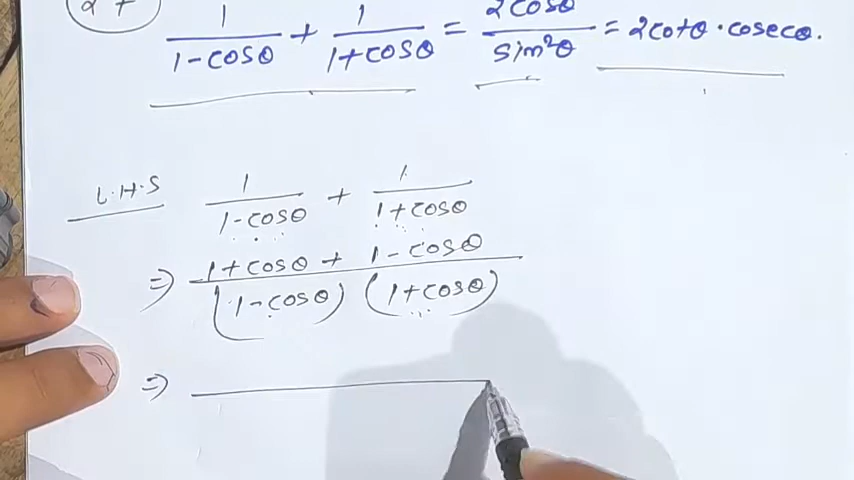 27
1/(1-cosθ) + 1/(1+cosθ) = 2cosθ/sin²θ = 2cotθ·cosecθ.
L.H.S 1/(1-cosθ) + 1/(1+cosθ)
⇒ (1+cosθ + 1-cosθ)/((1-cosθ)(1+cosθ))
⇒